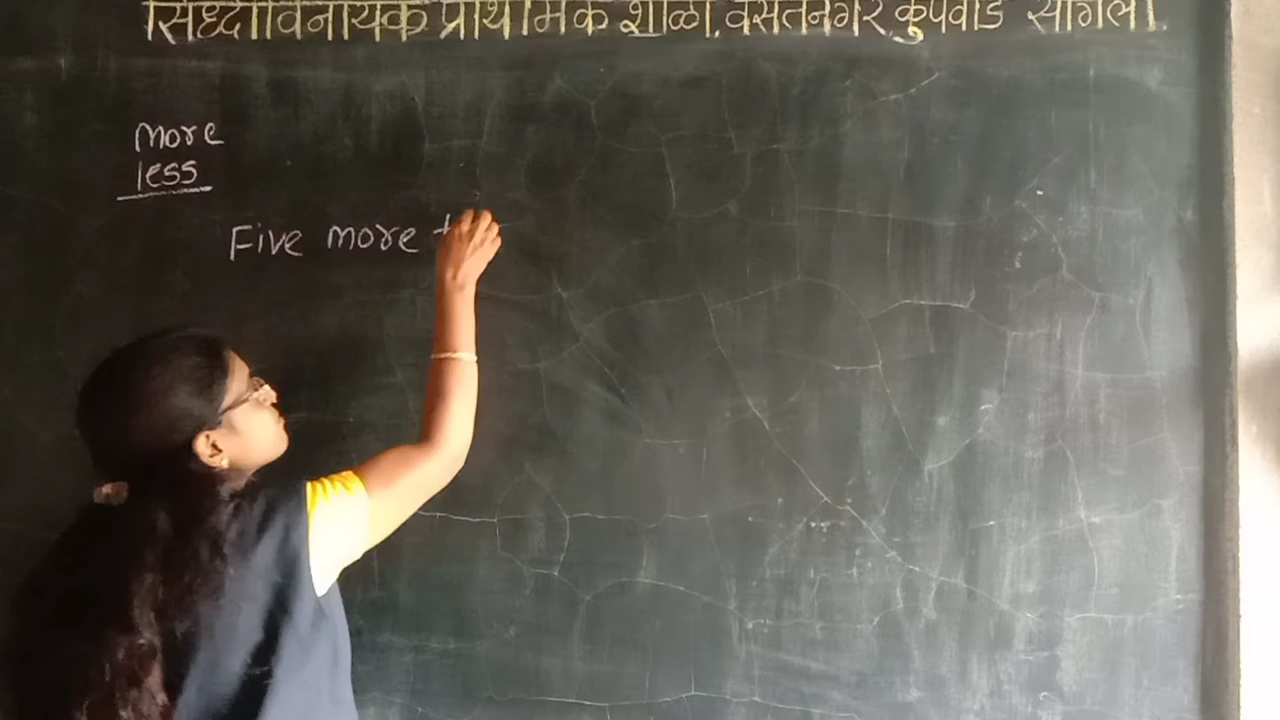 सिध्दीविनायक प्राथमिक शाळा, वसंतनगर, कुपवाड सांगली.
more
less
Five more t